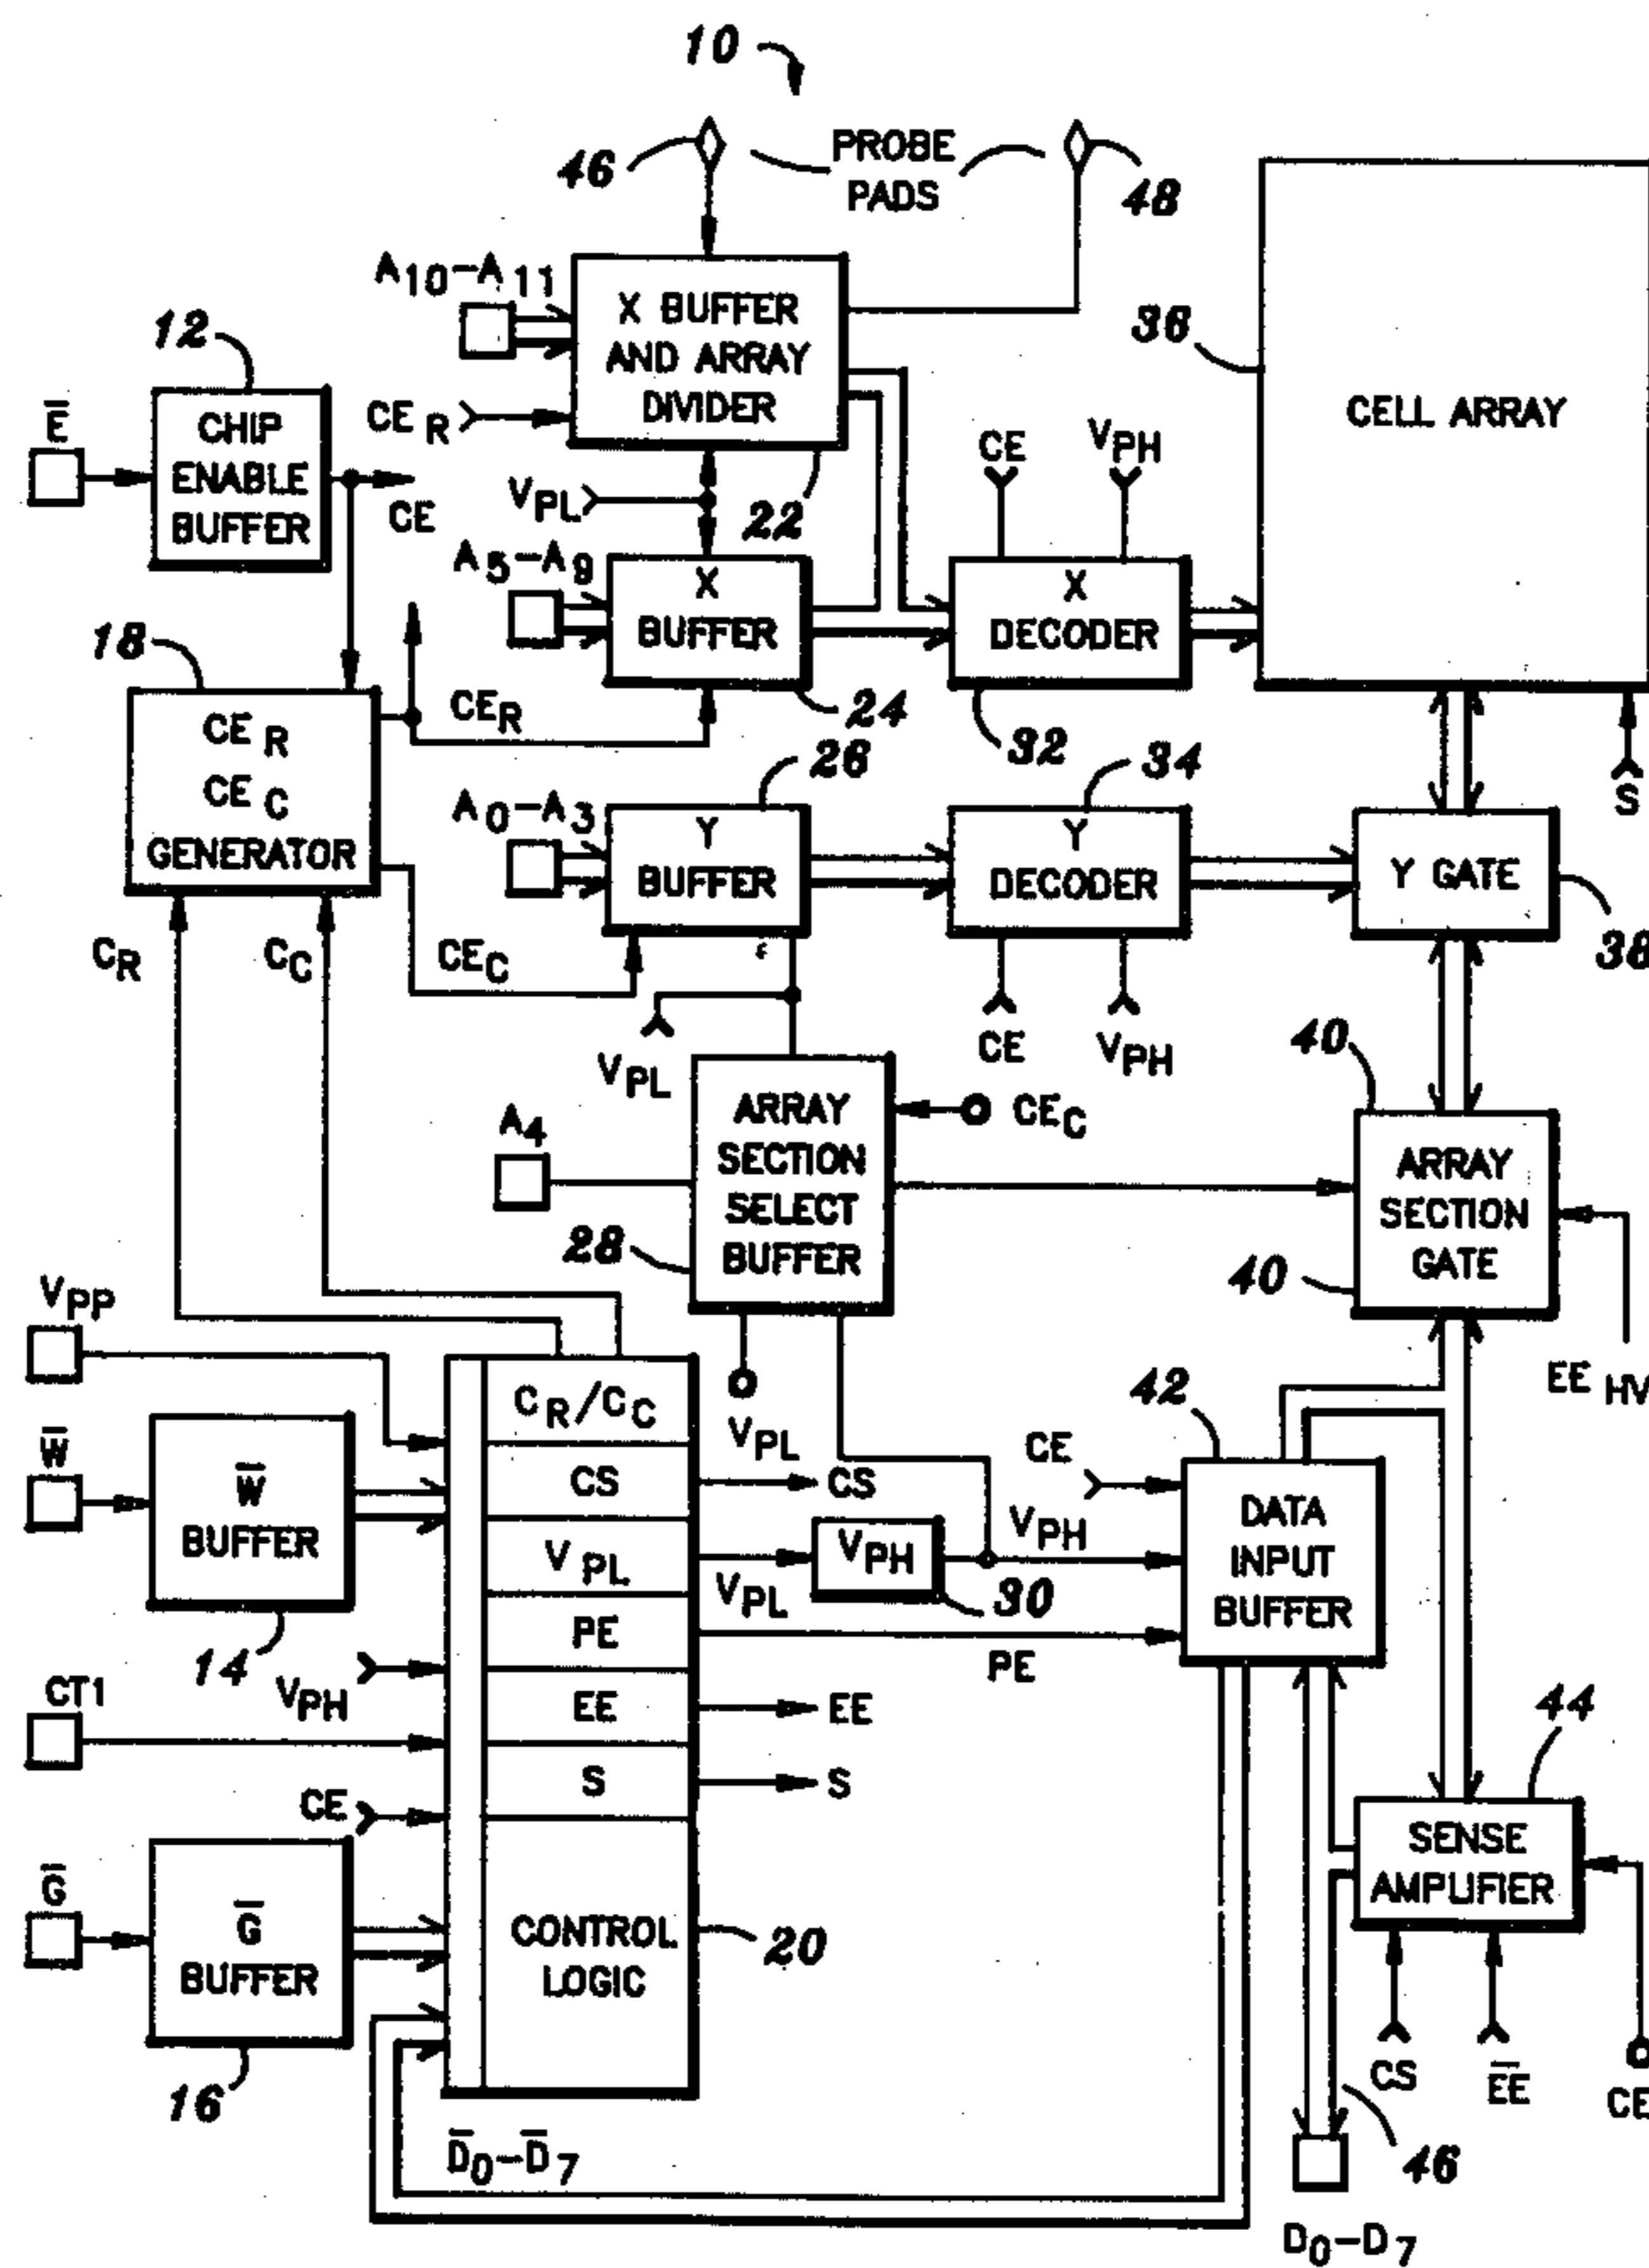 10
46
PROBE
PADS
48
A10-A11
X BUFFER
AND ARRAY
DIVIDER
36
CELL ARRAY
12
E̅
CHIP
ENABLE
BUFFER
CE
CE R
VPL
22
CE
VPH
A5-A9
X
BUFFER
X
DECODER
18
CER
24
32
S
CE R
CE C
GENERATOR
26
34
A0-A3
Y
BUFFER
Y
DECODER
Y GATE
38
CR
CC
CEC
VPL
CE
VPH
40
A4
ARRAY
SECTION
SELECT
BUFFER
CEC
28
ARRAY
SECTION
GATE
40
VPP
EE HV
42
CR/CC
VPL
W̅
W̅
BUFFER
CS
CS
CE
DATA
INPUT
BUFFER
VPL
VPL
VPH
VPH
30
14
PE
PE
VPH
CT1
EE
EE
44
S
S
CE
SENSE
AMPLIFIER
G̅
G̅
BUFFER
CONTROL
LOGIC
20
CS
E̅E̅
CE
16
D̅0-D̅7
46
D0-D7